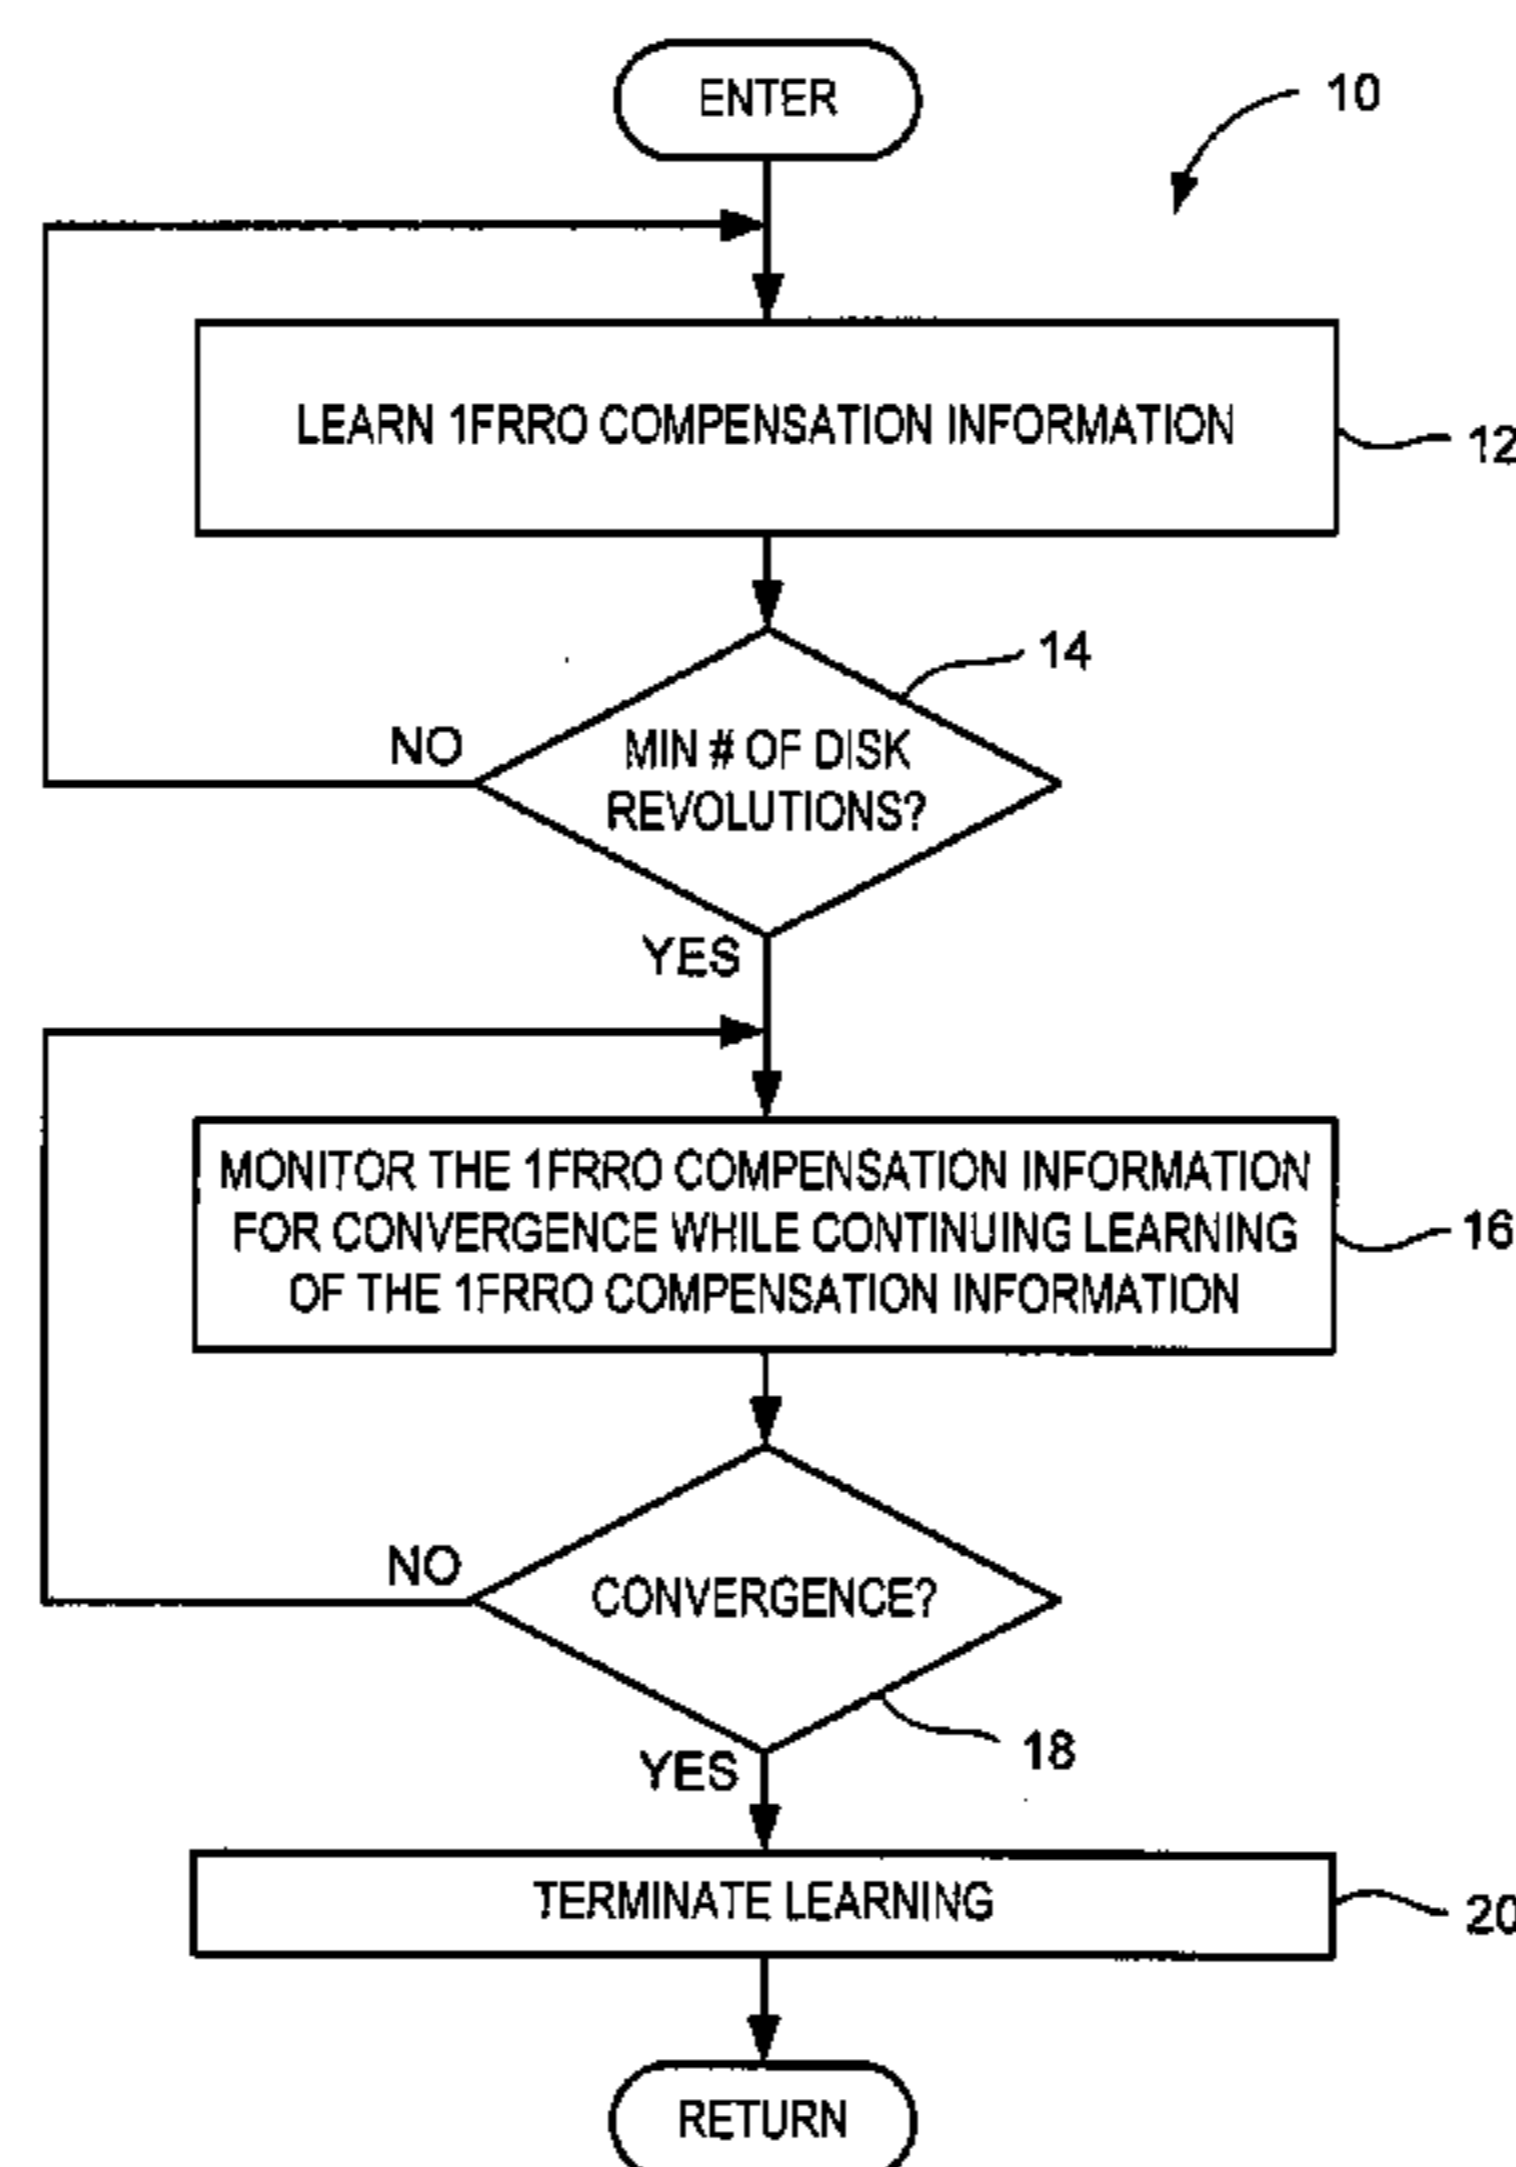 ENTER
10
LEARN 1FRRO COMPENSATION INFORMATION
12
14
NO
MIN # OF DISK
REVOLUTIONS?
YES
MONITOR THE 1FRRO COMPENSATION INFORMATION
FOR CONVERGENCE WHILE CONTINUING LEARNING
OF THE 1FRRO COMPENSATION INFORMATION
16
NO
CONVERGENCE?
18
YES
TERMINATE LEARNING
20
RETURN